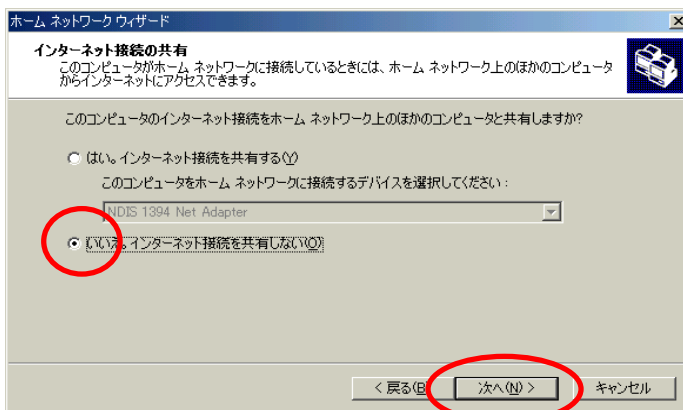 ホーム ネットワーク ウィザード
インターネット接続の共有
このコンピュータがホーム ネットワークに接続しているときには、ホーム ネットワーク上のほかのコンピュータ
からインターネットにアクセスできます。
このコンピュータのインターネット接続をホーム ネットワーク上のほかのコンピュータと共有しますか?
はい。インターネット接続を共有する(Y)
このコンピュータをホーム ネットワークに接続するデバイスを選択してください:
NDIS 1394 Net Adapter
いいえ。インターネット接続を共有しない(O)
< 戻る(B) 次へ(N) > キャンセル